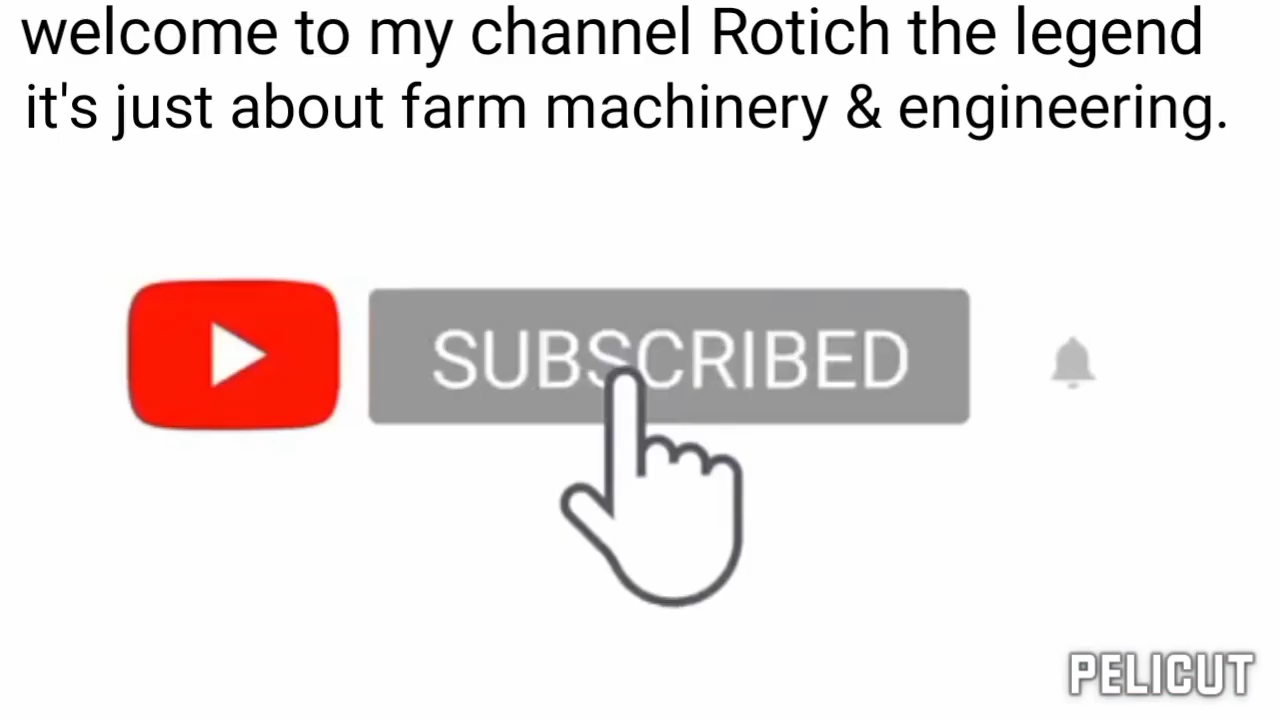 welcome to my channel Rotich the legend
it's just about farm machinery & engineering.
SUBSCRIBED
PELICUT